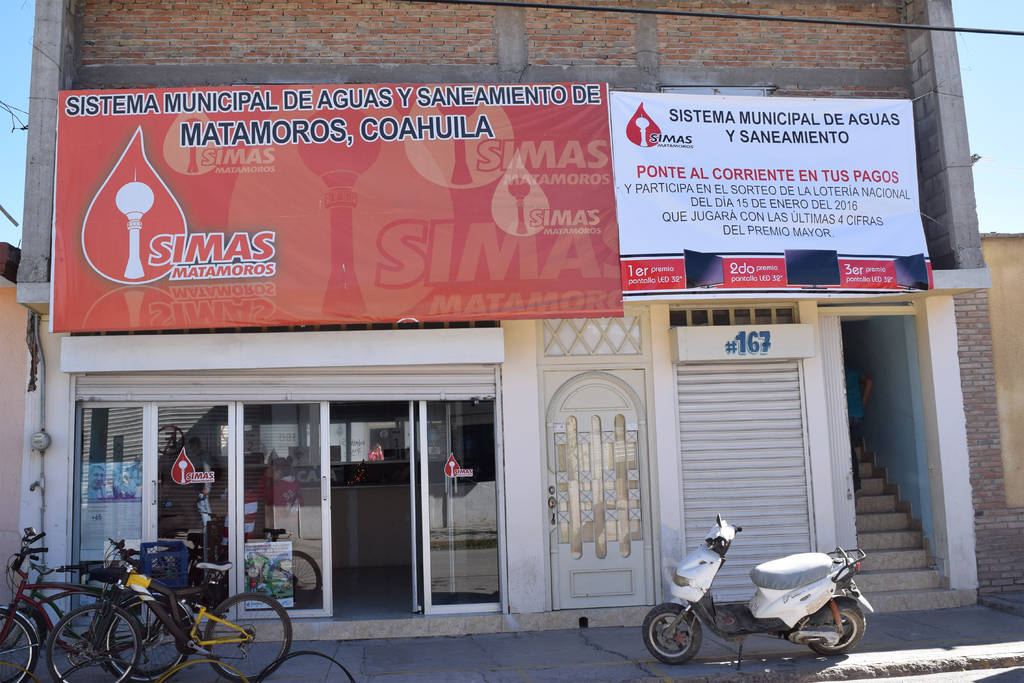 SISTEMA MUNICIPAL DE AGUAS Y SANEAMIENTO DE
MATAMOROS, COAHUILA
SIMAS
MATAMOROS
SIMAS
MATAMOROS
SIMAS
MATAMOROS
SIMAS
MATAMOROS
SIMAS
MATAMOROS
SIMAS
MATAMOROS
SISTEMA MUNICIPAL DE AGUAS
Y SANEAMIENTO
PONTE AL CORRIENTE EN TUS PAGOS
Y PARTICIPA EN EL SORTEO DE LA LOTERÍA NACIONAL
DEL DÍA 15 DE ENERO DEL 2016
QUE JUGARÁ CON LAS ÚLTIMAS 4 CIFRAS
DEL PREMIO MAYOR.
1er premio
pantalla LED 32"
2do premio
pantalla LED 32"
3er premio
pantalla LED 32"
#167
SIMAS
SIMAS